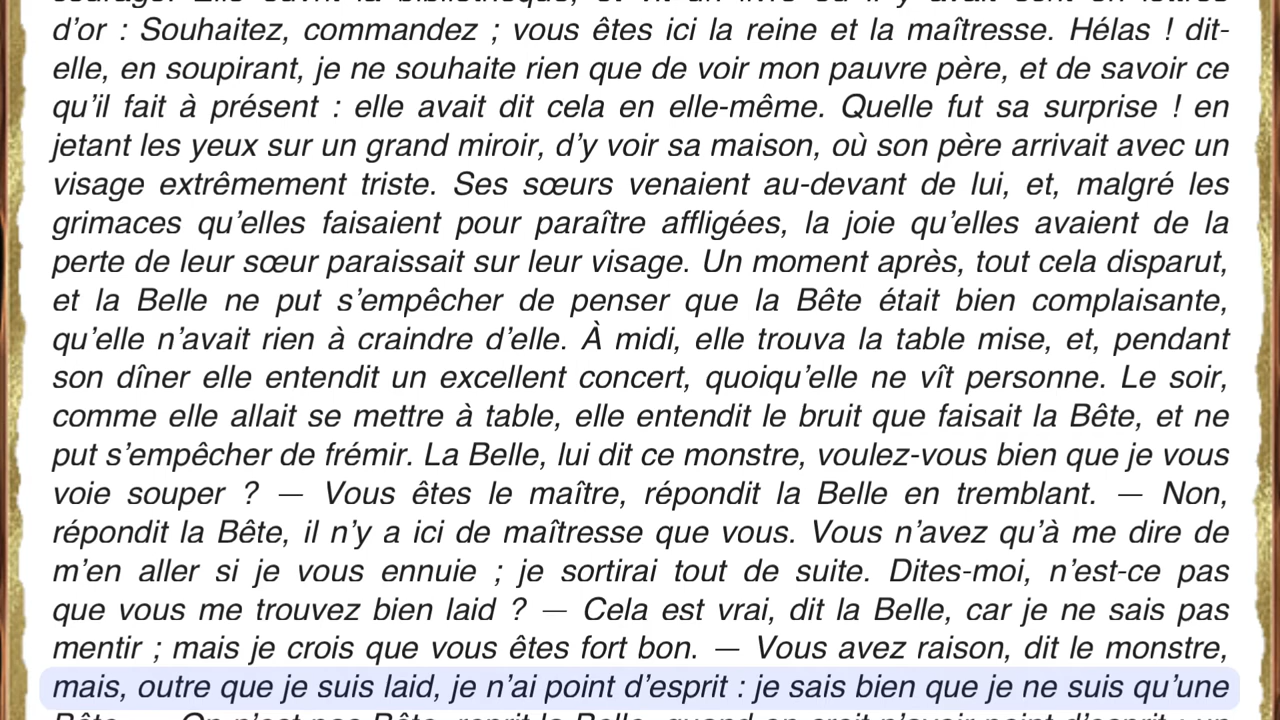 d'or : Souhaitez, commandez ; vous êtes ici la reine et la maîtresse. Hélas ! dit-
elle, en soupirant, je ne souhaite rien que de voir mon pauvre père, et de savoir ce
qu'il fait à présent : elle avait dit cela en elle-même. Quelle fut sa surprise ! en
jetant les yeux sur un grand miroir, d'y voir sa maison, où son père arrivait avec un
visage extrêmement triste. Ses sœurs venaient au-devant de lui, et, malgré les
grimaces qu'elles faisaient pour paraître affligées, la joie qu'elles avaient de la
perte de leur sœur paraissait sur leur visage. Un moment après, tout cela disparut,
et la Belle ne put s'empêcher de penser que la Bête était bien complaisante,
qu'elle n'avait rien à craindre d'elle. À midi, elle trouva la table mise, et, pendant
son dîner elle entendit un excellent concert, quoiqu'elle ne vît personne. Le soir,
comme elle allait se mettre à table, elle entendit le bruit que faisait la Bête, et ne
put s'empêcher de frémir. La Belle, lui dit ce monstre, voulez-vous bien que je vous
voie souper ? — Vous êtes le maître, répondit la Belle en tremblant. — Non,
répondit la Bête, il n'y a ici de maîtresse que vous. Vous n'avez qu'à me dire de
m'en aller si je vous ennuie ; je sortirai tout de suite. Dites-moi, n'est-ce pas
que vous me trouvez bien laid ? — Cela est vrai, dit la Belle, car je ne sais pas
mentir ; mais je crois que vous êtes fort bon. — Vous avez raison, dit le monstre,
mais, outre que je suis laid, je n'ai point d'esprit : je sais bien que je ne suis qu'une